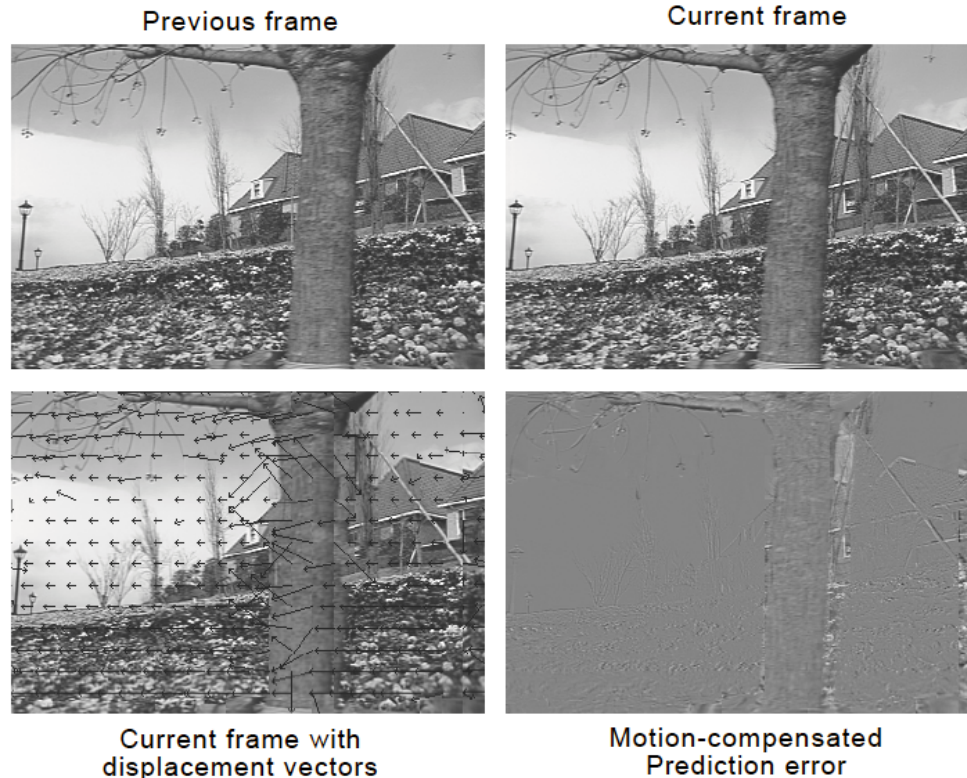 Previous frame
Current frame
Current frame with
displacement vectors
Motion-compensated
Prediction error